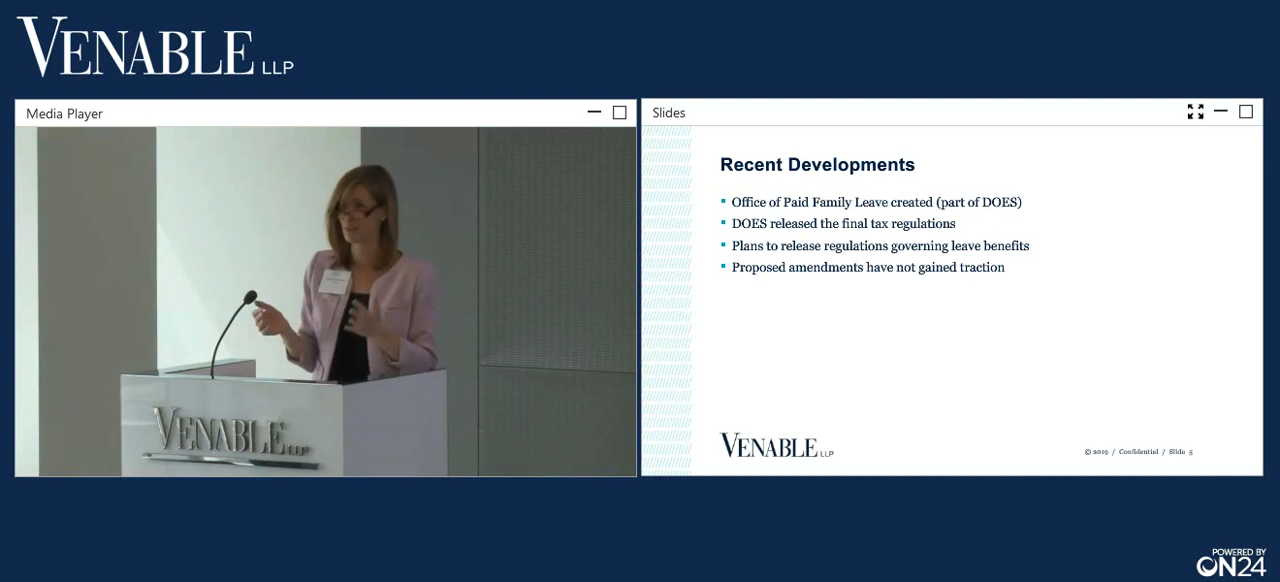 VENABLE LLP
Media Player
Slides
Recent Developments
Office of Paid Family Leave created (part of DOES)
DOES released the final tax regulations
Plans to release regulations governing leave benefits
Proposed amendments have not gained traction
VENABLE LLP
VENABLE LLP
© 2019 / Confidential / Slide 5
POWERED BY
ON24